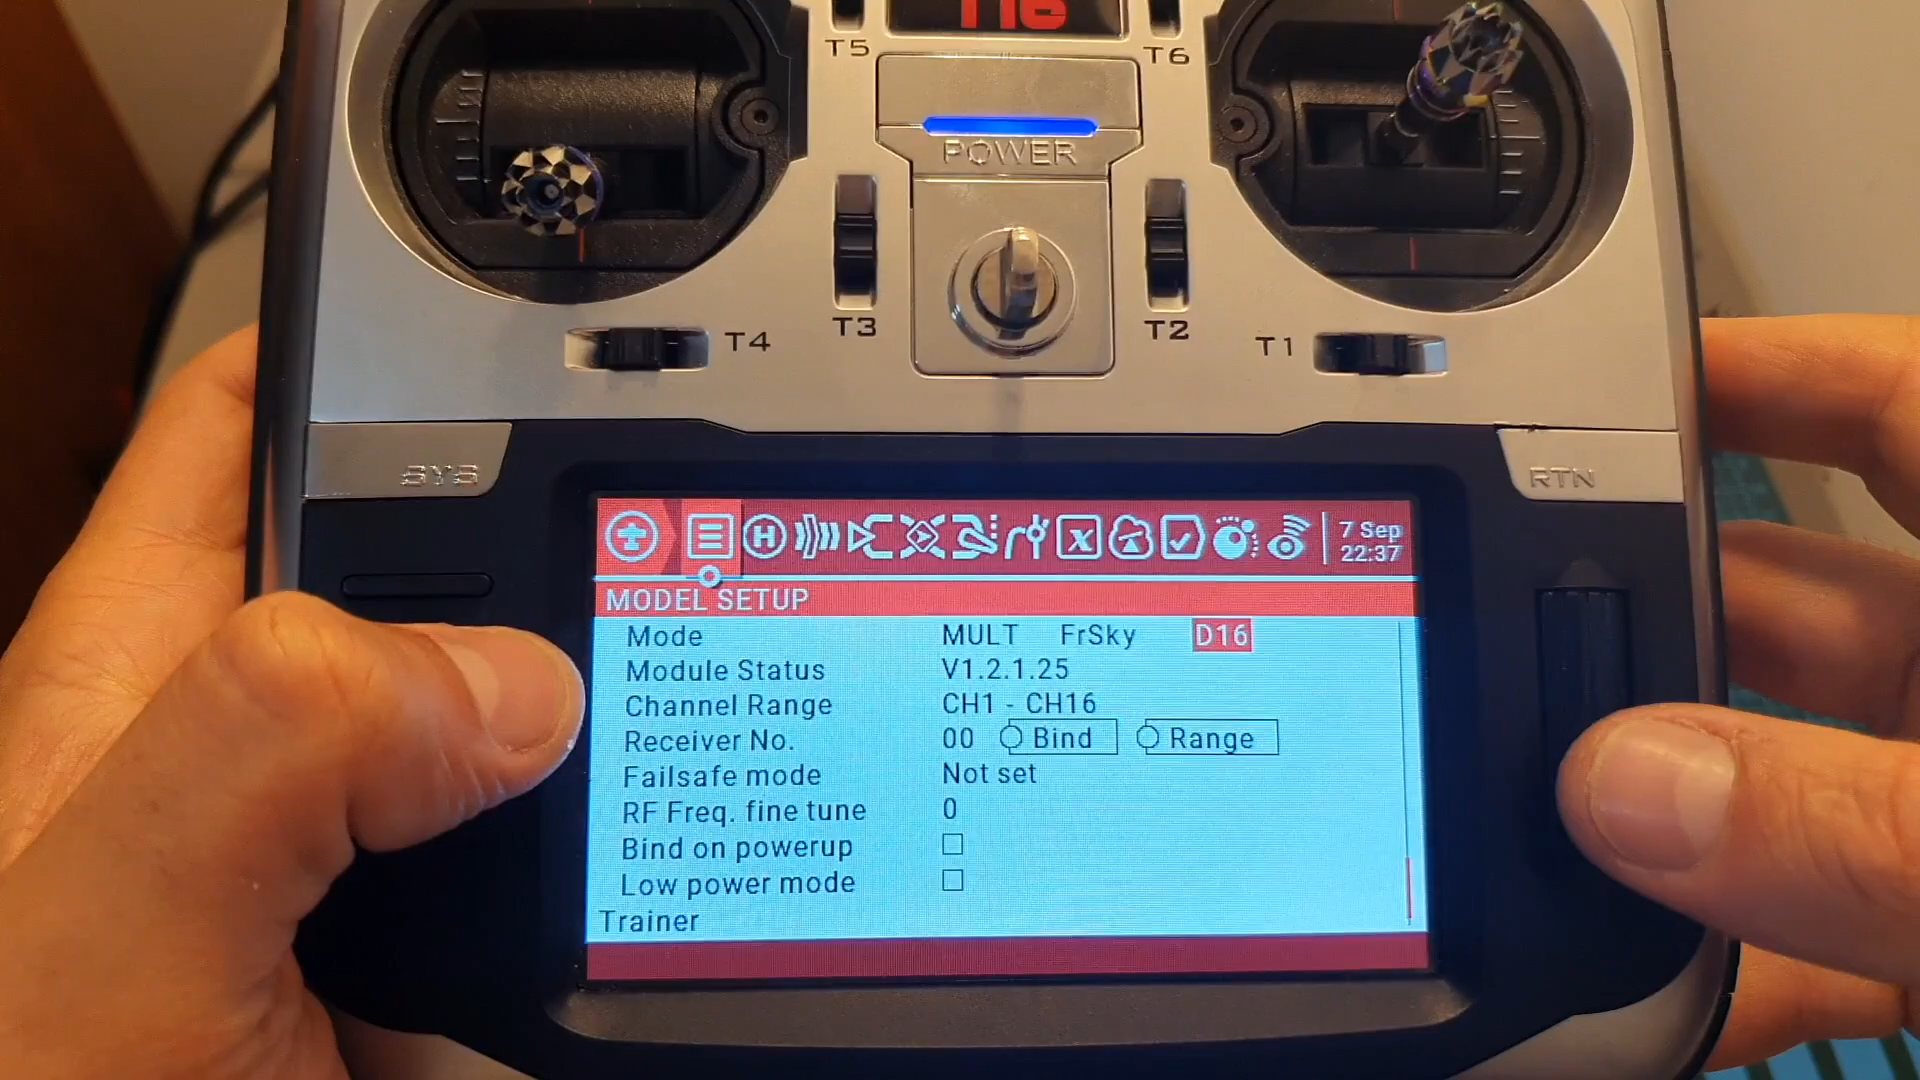 T16
T5
T6
POWER
T3
T2
T4
T1
SYS
RTN
H
X
7 Sep
22:37
MODEL SETUP
Mode MULT FrSky D16
Module Status V1.2.1.25
Channel Range CH1 - CH16
Receiver No. 00 Bind Range
Failsafe mode Not set
RF Freq. fine tune 0
Bind on powerup
Low power mode
Trainer